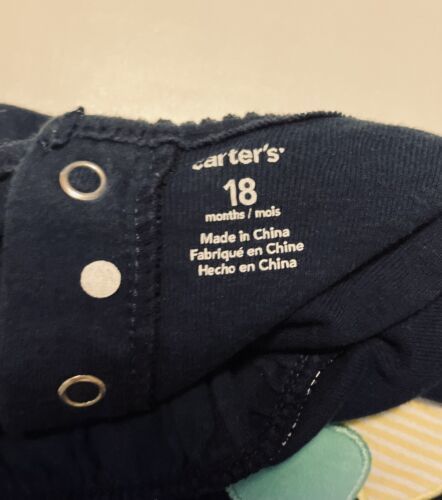 carter's
18
months / mois
Made in China
Fabriqué en Chine
Hecho en China